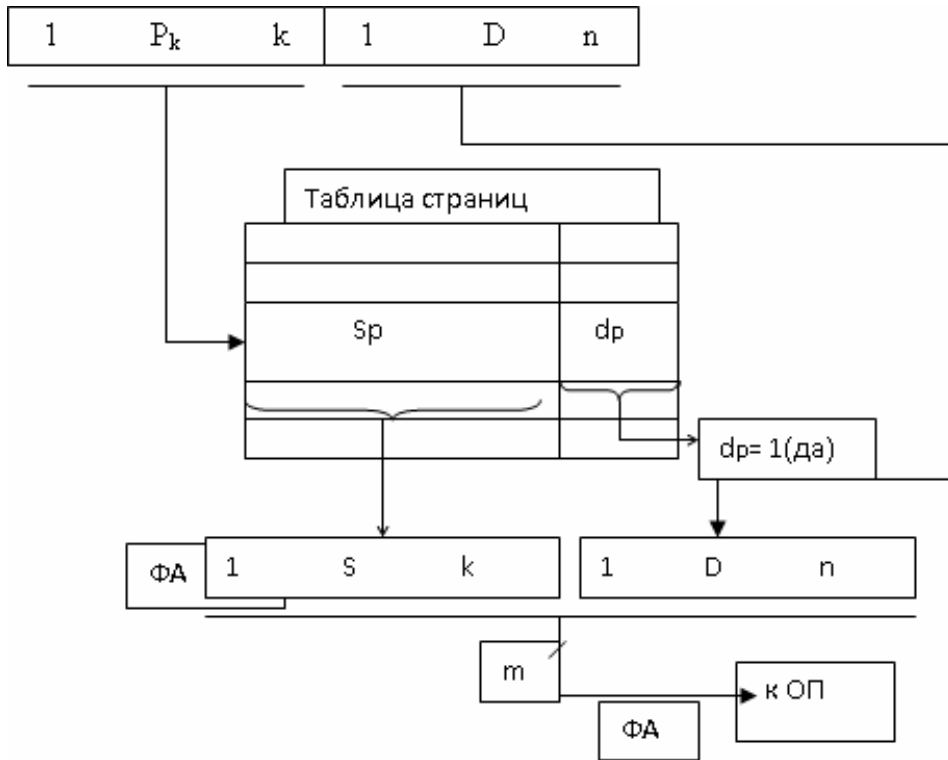 1 Pk k 1 D n
Таблица страниц
Sp dp
dp= 1(да)
ФА 1 S k 1 D n
m
к ОП
ФА